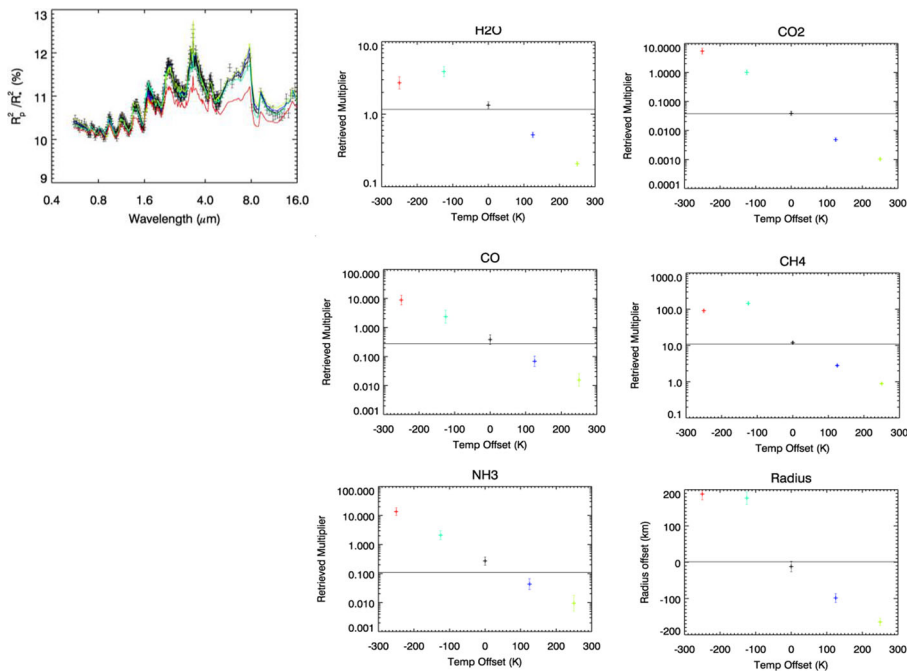 13
12
11
10
9
R²p/R²* (%)
0.4 0.8 1.6 4.0 8.0 16.0
Wavelength (μm)
H2O
10.0
1.0
0.1
Retrieved Multiplier
-300 -200 -100 0 100 200 300
Temp Offset (K)
CO2
10.0000
1.0000
0.1000
0.0100
0.0010
0.0001
Retrieved Multiplier
-300 -200 -100 0 100 200 300
Temp Offset (K)
CO
100.000
10.000
1.000
0.100
0.010
0.001
Retrieved Multiplier
-300 -200 -100 0 100 200 300
Temp Offset (K)
CH4
1000.0
100.0
10.0
1.0
0.1
Retrieved Multiplier
-300 -200 -100 0 100 200 300
Temp Offset (K)
NH3
100.000
10.000
1.000
0.100
0.010
0.001
Retrieved Multiplier
-300 -200 -100 0 100 200 300
Temp Offset (K)
Radius
200
100
0
-100
-200
Radius offset (km)
-300 -200 -100 0 100 200 300
Temp Offset (K)